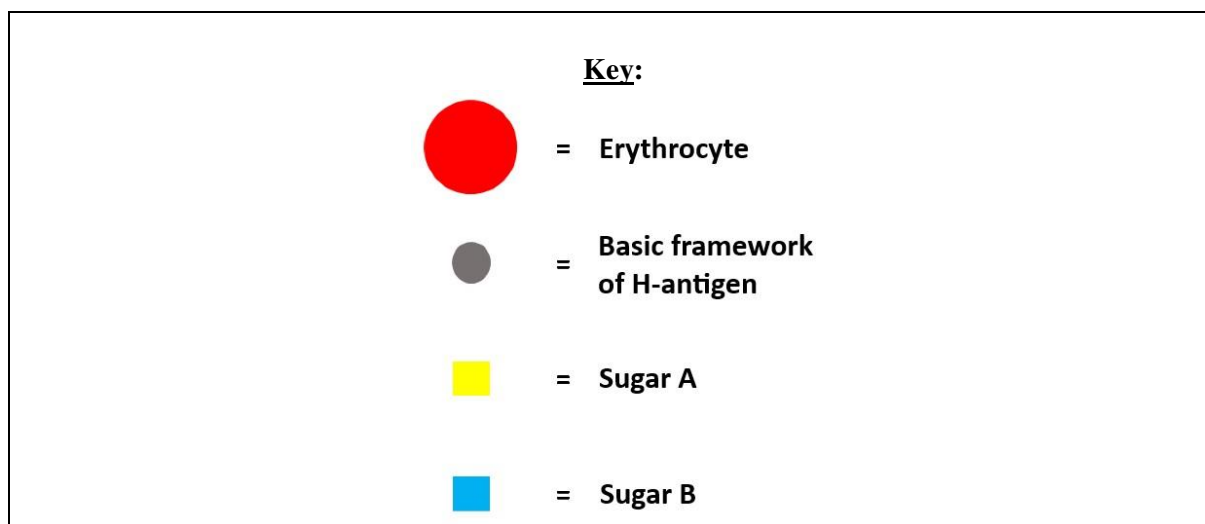 Key:
= Erythrocyte
= Basic framework
of H-antigen
= Sugar A
= Sugar B